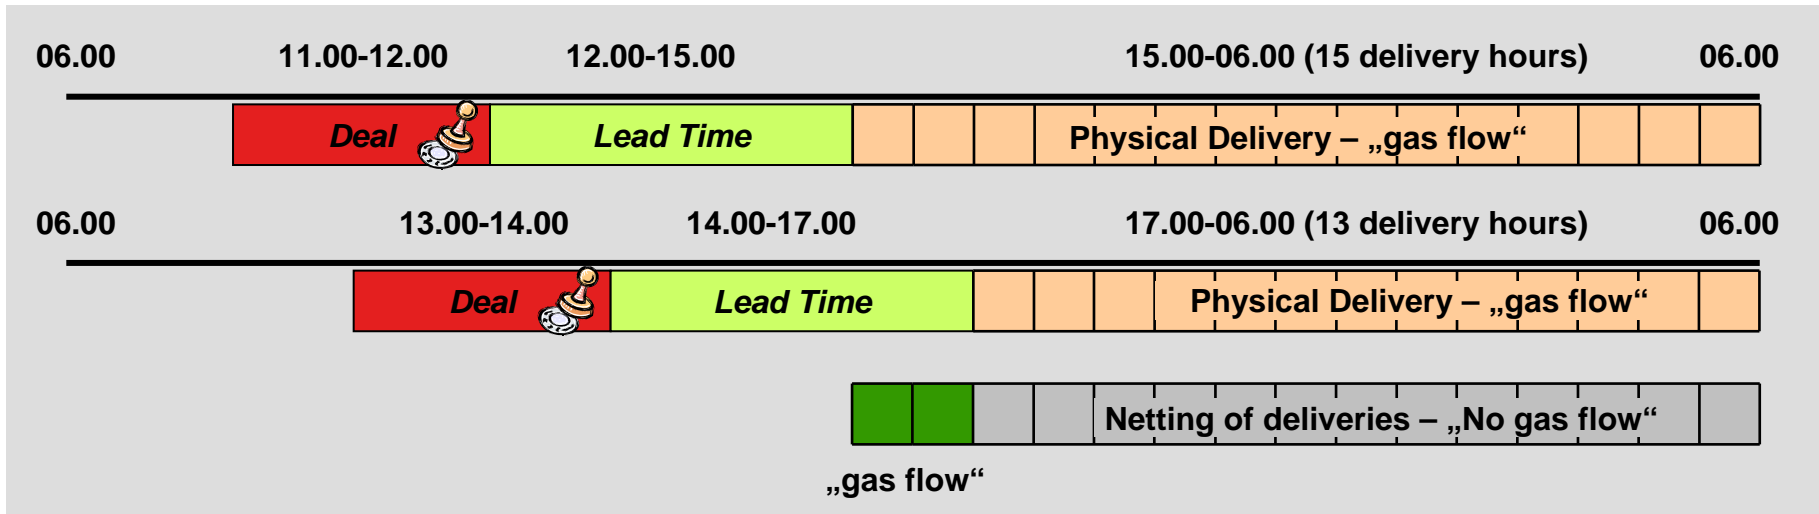 06.00 11.00-12.00 12.00-15.00 15.00-06.00 (15 delivery hours) 06.00
Deal Lead Time Physical Delivery – „gas flow“
06.00 13.00-14.00 14.00-17.00 17.00-06.00 (13 delivery hours) 06.00
Deal Lead Time Physical Delivery – „gas flow“
Netting of deliveries – „No gas flow“
„gas flow“